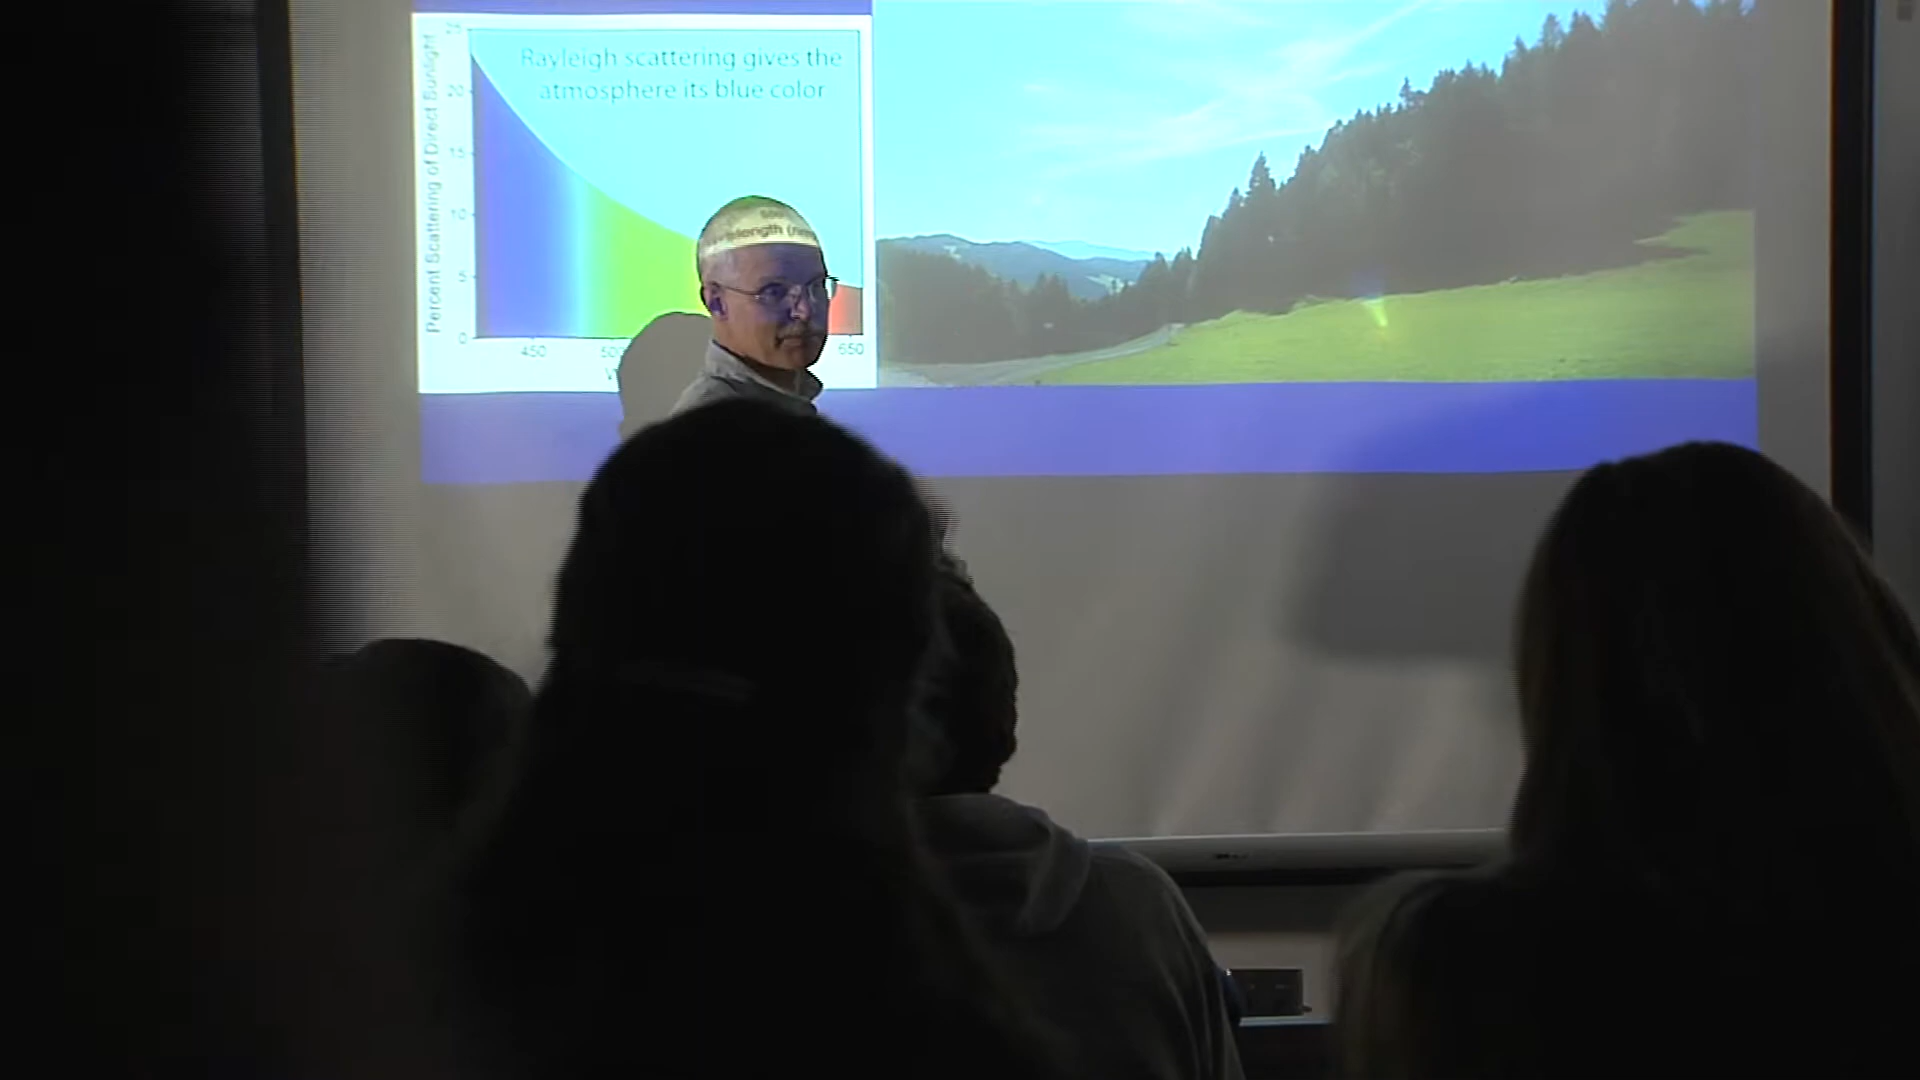 Rayleigh scattering gives the
atmosphere its blue color
Percent Scattering of Direct Sunlight
25
20
15
10
5
0
450
650